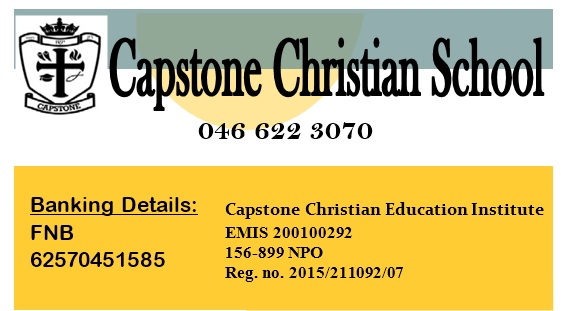 CAPSTONE
Capstone Christian School
046 622 3070
Banking Details:
FNB
62570451585
Capstone Christian Education Institute
EMIS 200100292
156-899 NPO
Reg. no. 2015/211092/07